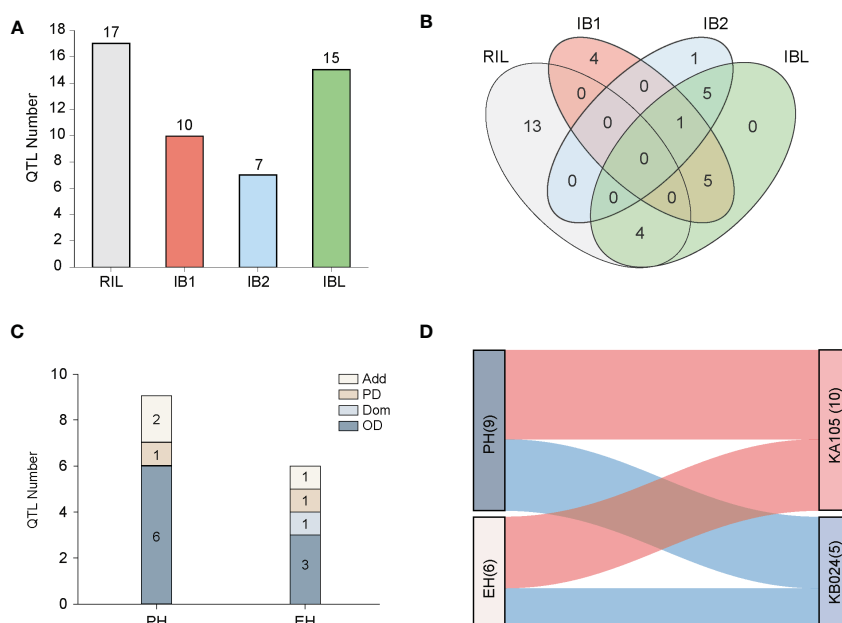 A
QTL Number
18
16
14
12
10
8
6
4
2
0
17
10
7
15
RIL
IB1
IB2
IBL
B
RIL
IB1
IB2
IBL
4
1
0
0
5
13
0
1
0
0
0
5
0
0
4
C
QTL Number
10
8
6
4
2
0
Add
PD
Dom
OD
2
1
6
1
1
1
3
PH
EH
D
PH(9)
EH(6)
KA105 (10)
KB024(5)